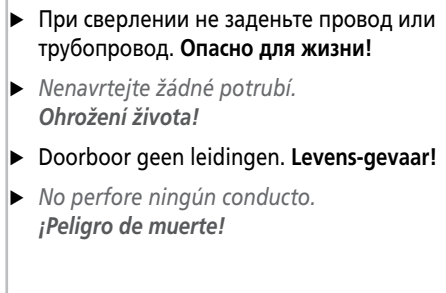 ▶ При сверлении не заденьте провод или
трубопровод. Опасно для жизни!
▶ Nenavrtejte žádné potrubí.
Ohrožení života!
▶ Doorboor geen leidingen. Levens-gevaar!
▶ No perfore ningún conducto.
¡Peligro de muerte!